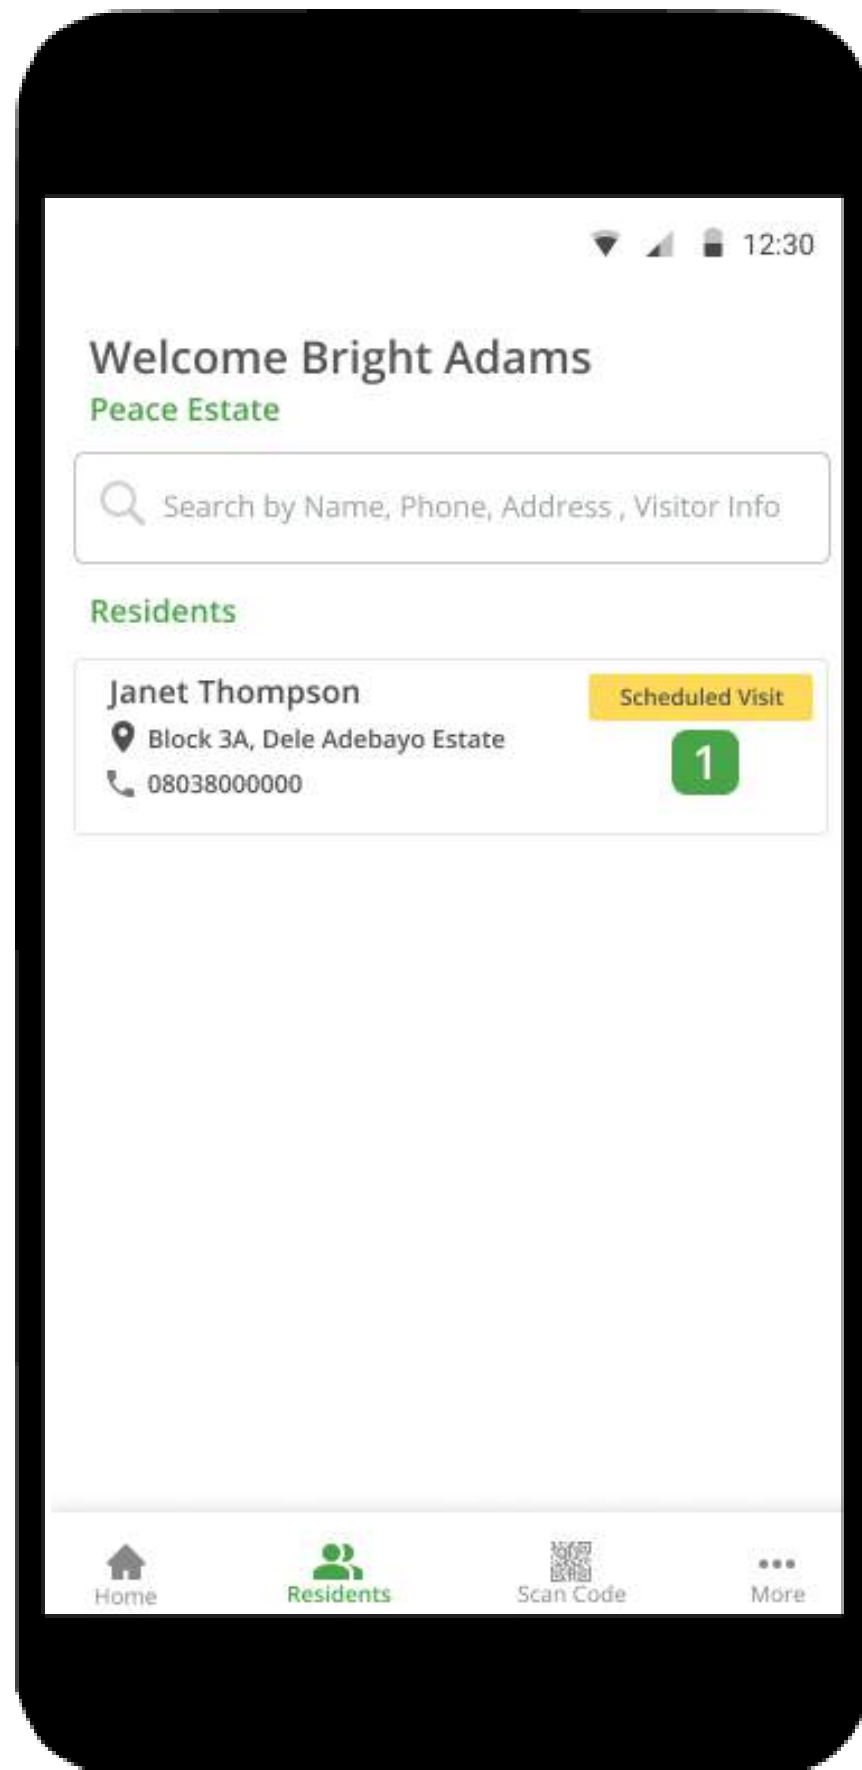 12:30
Welcome Bright Adams
Peace Estate
Search by Name, Phone, Address , Visitor Info
Residents
Janet Thompson
Scheduled Visit
Block 3A, Dele Adebayo Estate
1
08038000000
Home
Residents
Scan Code
More